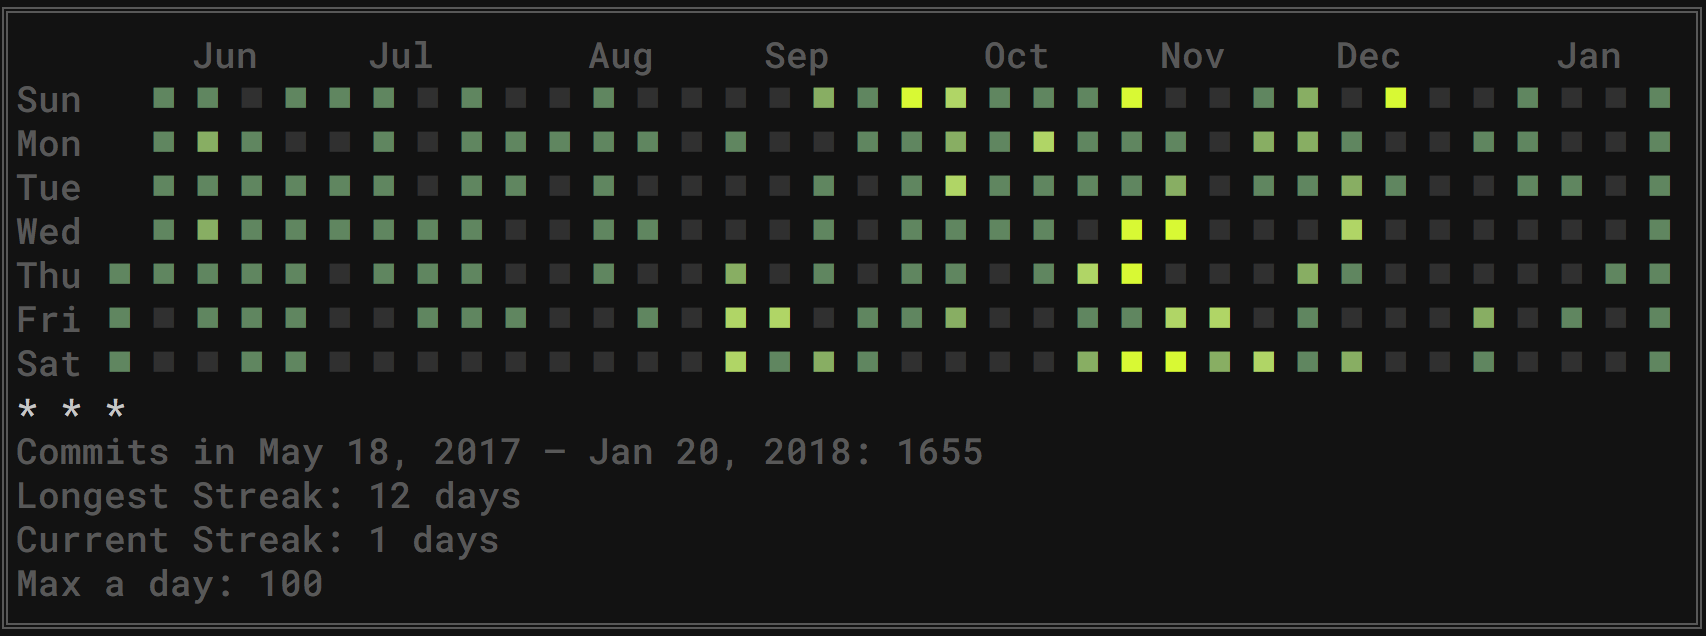 Jun Jul Aug Sep Oct Nov Dec Jan
Sun
Mon
Tue
Wed
Thu
Fri
Sat
* * *
Commits in May 18, 2017 — Jan 20, 2018: 1655
Longest Streak: 12 days
Current Streak: 1 days
Max a day: 100